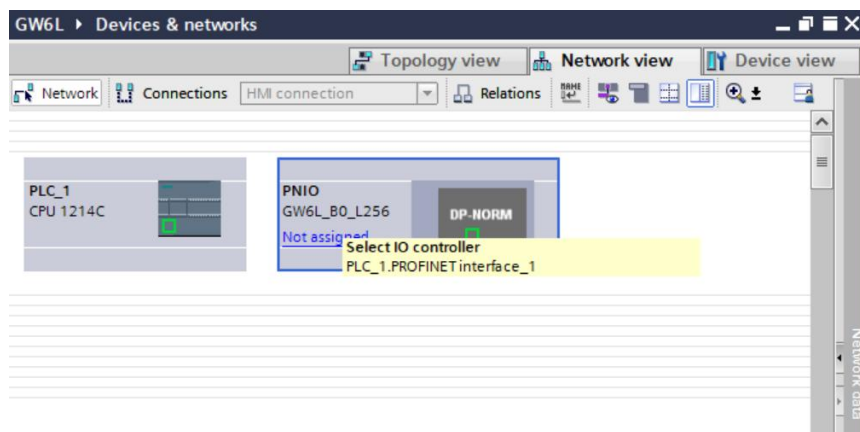 GW6L ▸ Devices & networks
Topology view
Network view
Device view
Network
Connections
HMI connection
Relations
PLC_1
CPU 1214C
PNIO
GW6L_B0_L256
Not assigned
DP-NORM
Select IO controller
PLC_1.PROFINET interface_1
Network data